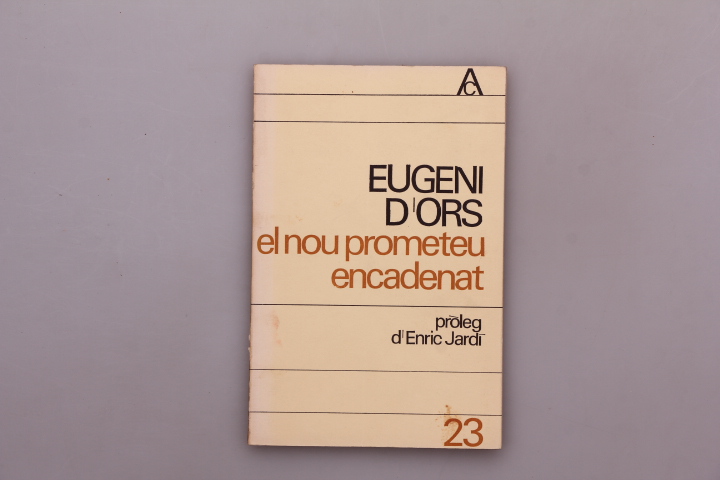 AC
EUGENI
D'ORS
el nou prometeu
encadenat
pròleg
d'Enric Jardí
23